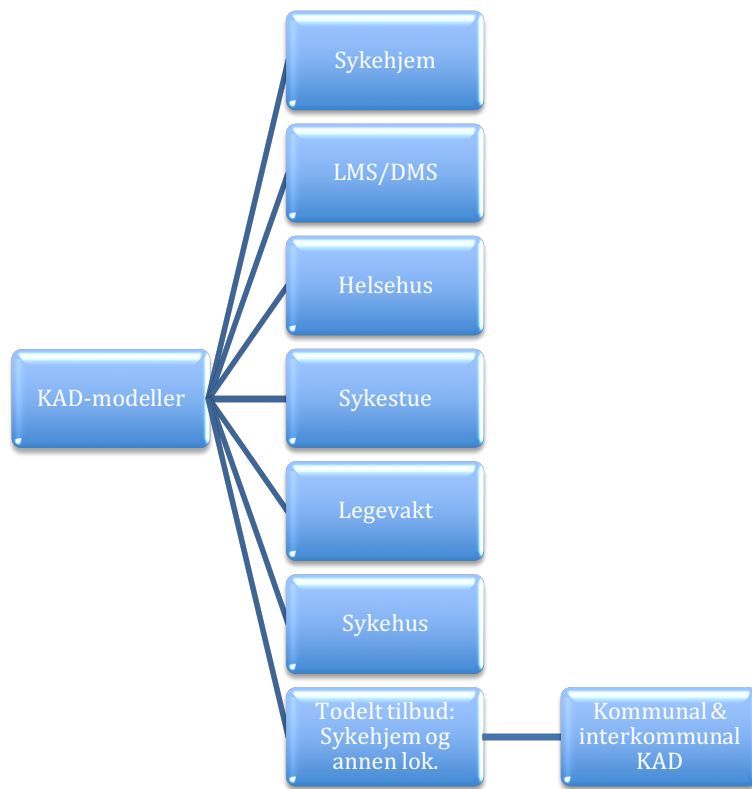 Sykehjem
LMS/DMS
Helsehus
KAD-modeller
Sykestue
Legevakt
Sykehus
Todelt tilbud:
Sykehjem og
annen lok.
Kommunal &
interkommunal
KAD